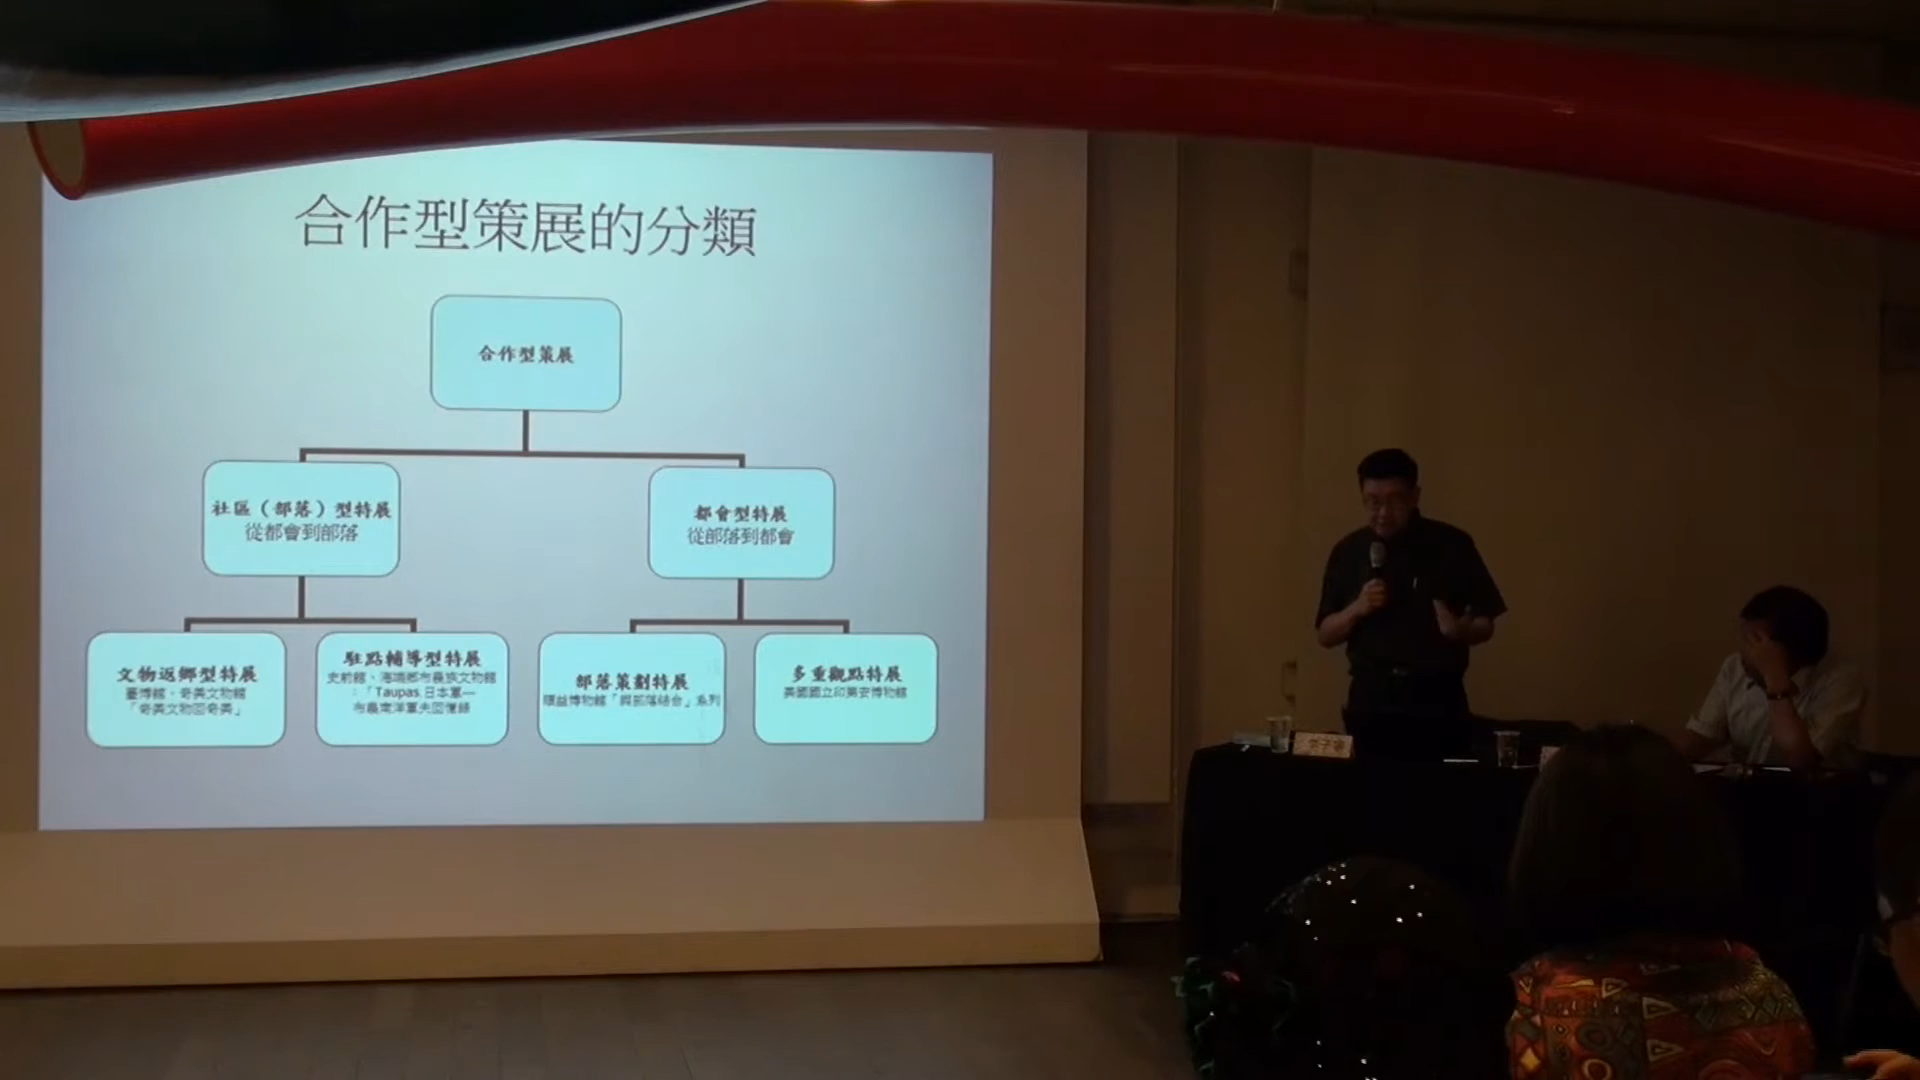 合作型策展的分類
合作型策展
社區（部落）型特展
從都會到部落
都會型特展
從部落到都會
文物返鄉型特展
臺博館、奇美文物館
「奇美文物回奇美」
駐點輔導型特展
史前館、海端鄉布農族文物館
：「Taupas 日本軍—
布農南洋軍夫回憶錄
部落策劃特展
順益博物館「與部落結合」系列
多重觀點特展
美國國立印第安博物館